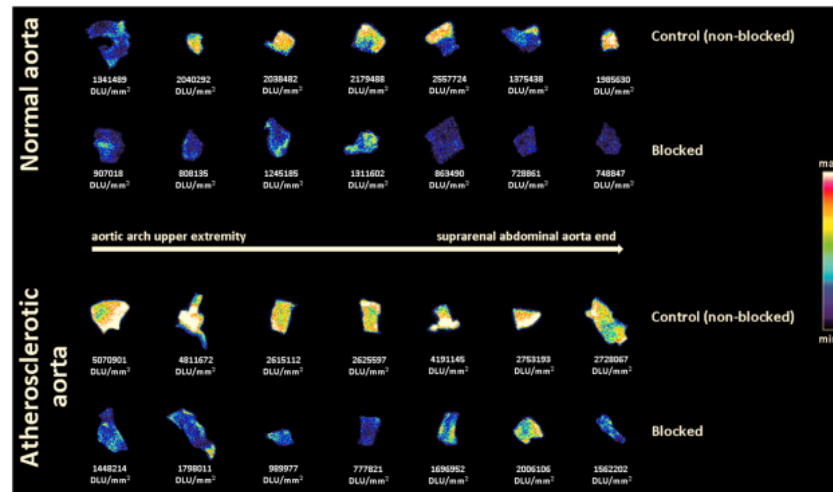 Normal aorta
Control (non-blocked)
1341489 2040292 2038482 2179488 2557724 1375438 1985630
DLU/mm² DLU/mm² DLU/mm² DLU/mm² DLU/mm² DLU/mm² DLU/mm²
Blocked
907018 808135 1245185 1311602 863490 728861 748847
DLU/mm² DLU/mm² DLU/mm² DLU/mm² DLU/mm² DLU/mm² DLU/mm²
ma
aortic arch upper extremity suprarenal abdominal aorta end
Atherosclerotic
aorta
Control (non-blocked)
min
5070901 4811672 2615112 2625597 4191145 2753193 2728067
DLU/mm² DLU/mm² DLU/mm² DLU/mm² DLU/mm² DLU/mm² DLU/mm²
Blocked
1448214 1798011 989977 777821 1696952 2006106 1562202
DLU/mm² DLU/mm² DLU/mm² DLU/mm² DLU/mm² DLU/mm² DLU/mm²